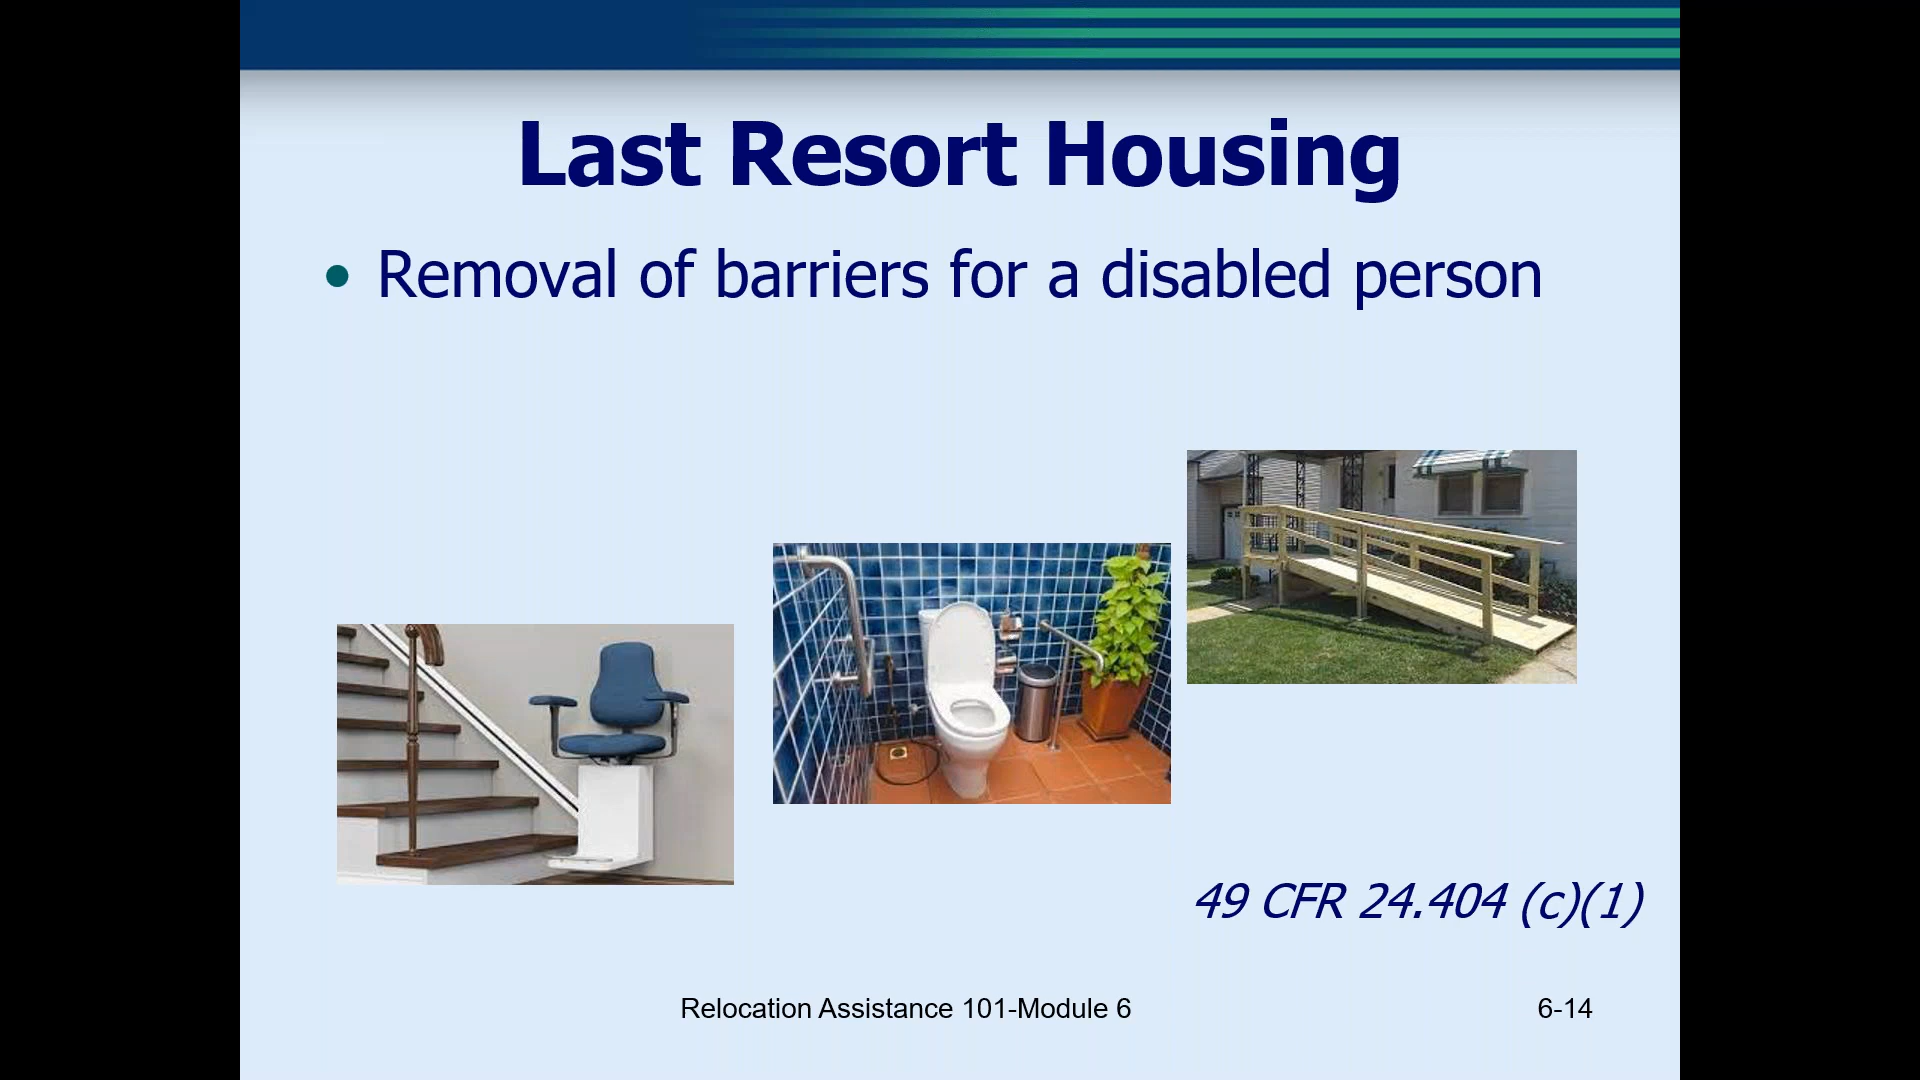 Last Resort Housing
• Removal of barriers for a disabled person
49 CFR 24.404 (c)(1)
Relocation Assistance 101-Module 6
6-14